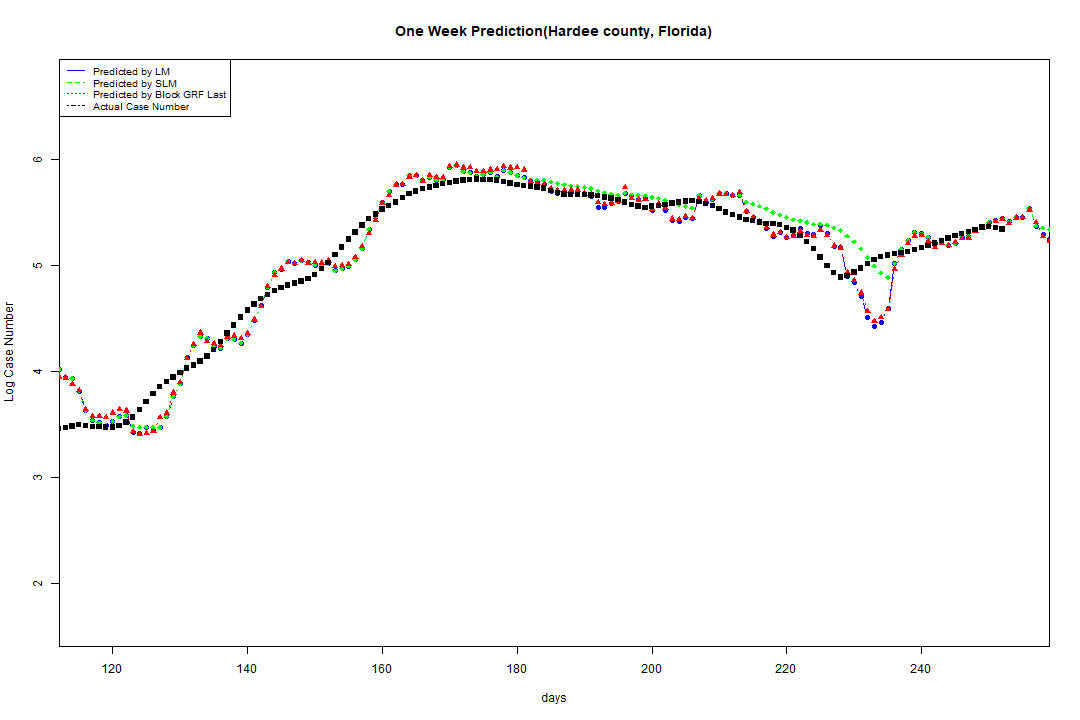 One Week Prediction(Hardee county, Florida)
Predicted by LM
Predicted by SLM
Predicted by Block GRF Last
Actual Case Number
Log Case Number
6
5
4
3
2
120 140 160 180 200 220 240
days